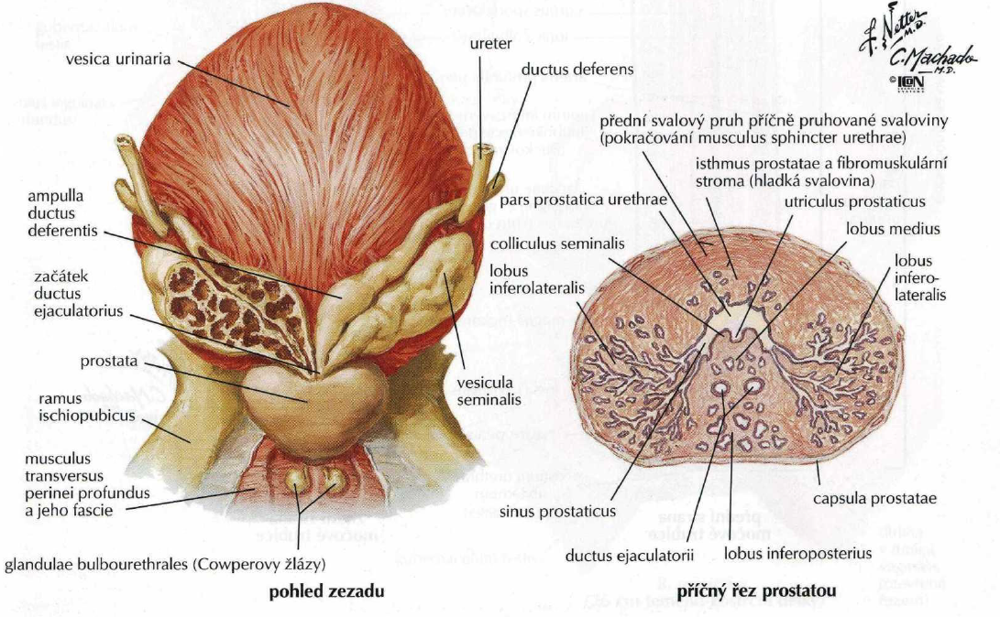 vesica urinaria
ureter
ductus deferens
ampulla
ductus
deferentis
začátek
ductus
ejaculatorius
prostata
ramus
ischiopubicus
musculus
transversus
perinei profundus
a jeho fascie
glandulae bulbourethrales (Cowperovy žlázy)
vesicula
seminalis
pohled zezadu
F. Netter
M.D.
C. Machado
M.D.
© ICON
LEARNING
SYSTEMS
přední svalový pruh příčně pruhované svaloviny
(pokračování musculus sphincter urethrae)
isthmus prostatae a fibromuskulární
stroma (hladká svalovina)
pars prostatica urethrae
utriculus prostaticus
colliculus seminalis
lobus medius
lobus
inferolateralis
lobus
infero-
lateralis
sinus prostaticus
capsula prostatae
ductus ejaculatorii
lobus inferoposterius
příčný řez prostatou